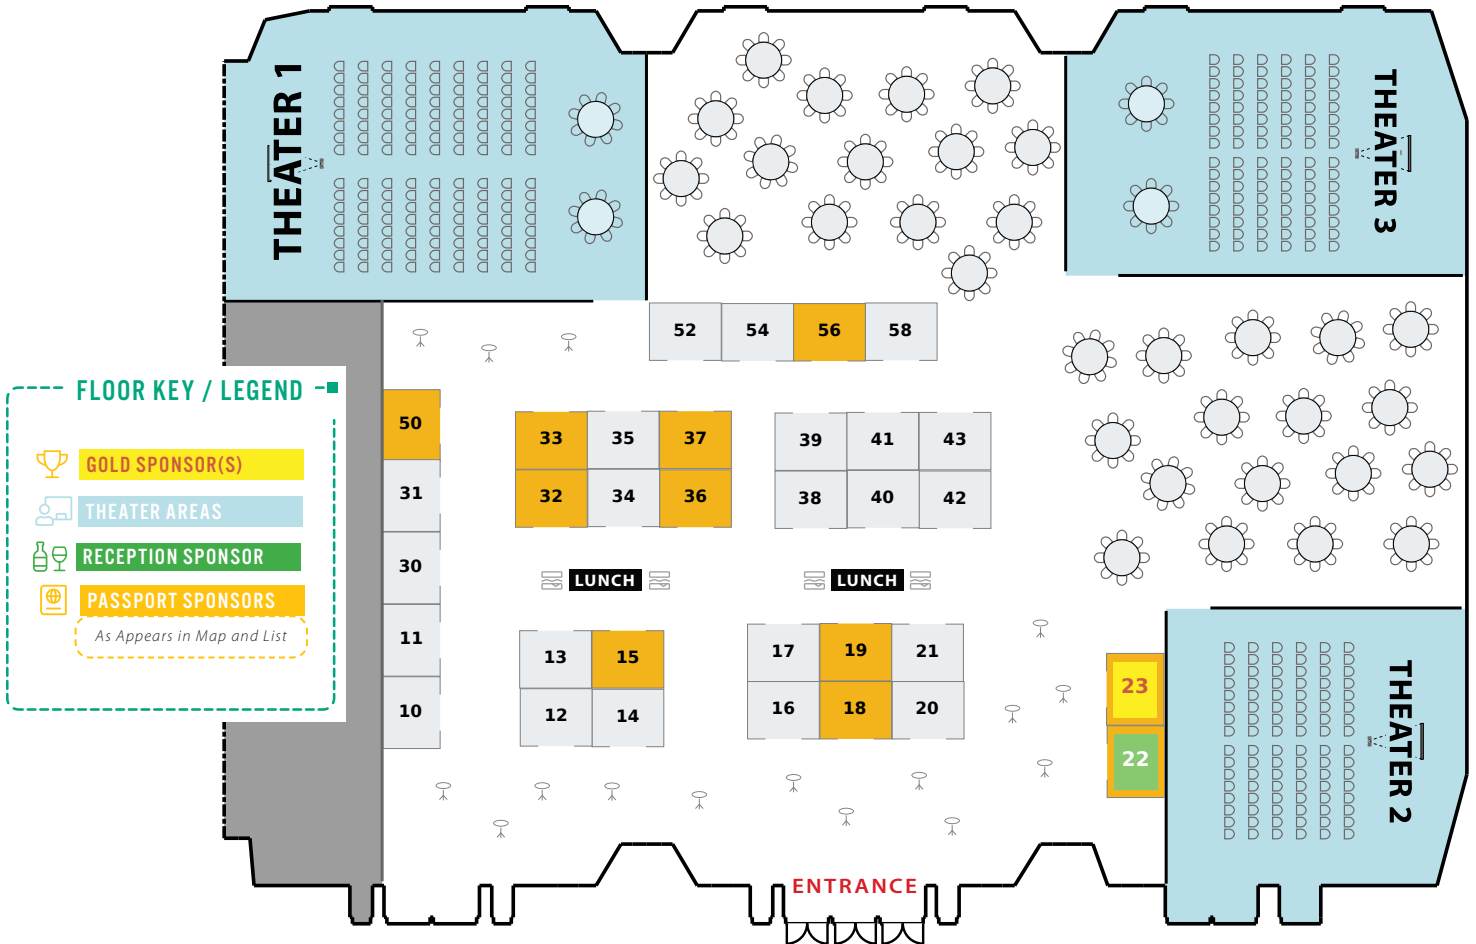 THEATER 1
THEATER 3
52 54 56 58
FLOOR KEY / LEGEND
GOLD SPONSOR(S)
THEATER AREAS
RECEPTION SPONSOR
PASSPORT SPONSORS
As Appears in Map and List
50
31
30
11
10
33 35 37
32 34 36
39 41 43
38 40 42
LUNCH
LUNCH
13 15
12 14
17 19 21
16 18 20
23
22
THEATER 2
ENTRANCE